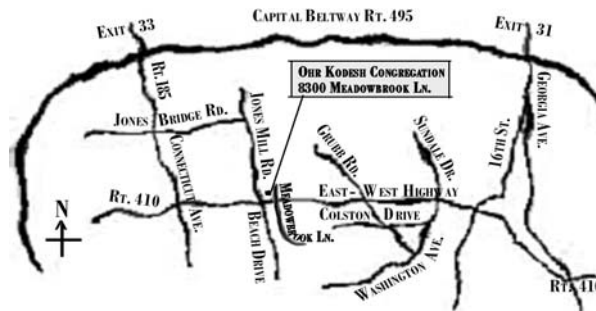 CAPITAL BELTWAY RT. 495
EXIT 33
EXIT 31
RT. 185
OHR KODESH CONGREGATION
8300 MEADOWBROOK LN.
GEORGIA AVE.
JONES BRIDGE RD.
JONES MILL RD.
GRUBB RD.
SUNDALE DR.
16TH ST.
CONNECTICUT AVE.
RT. 410
EAST-WEST HIGHWAY
MEADOWBROOK LN.
COLSTON DRIVE
N
BEACH DRIVE
WASHINGTON AVE.
RT. 410